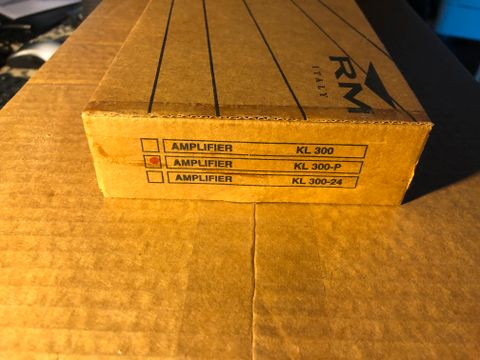 RM
ITALY
AMPLIFIER KL 300
AMPLIFIER KL 300-P
AMPLIFIER KL 300-24